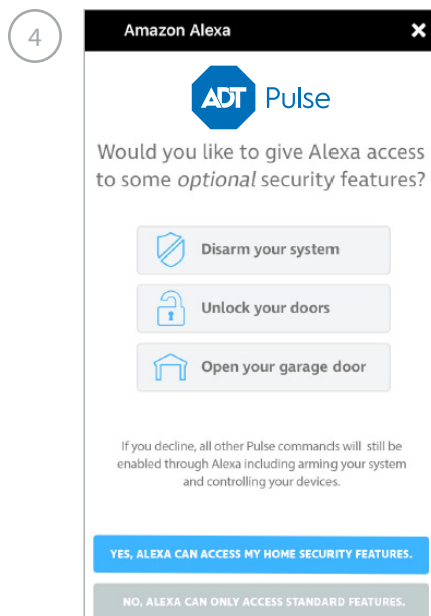 4
Amazon Alexa
ADT Pulse
Would you like to give Alexa access
to some optional security features?
Disarm your system
Unlock your doors
Open your garage door
If you decline, all other Pulse commands will still be
enabled through Alexa including arming your system
and controlling your devices.
YES, ALEXA CAN ACCESS MY HOME SECURITY FEATURES.
NO, ALEXA CAN ONLY ACCESS STANDARD FEATURES.